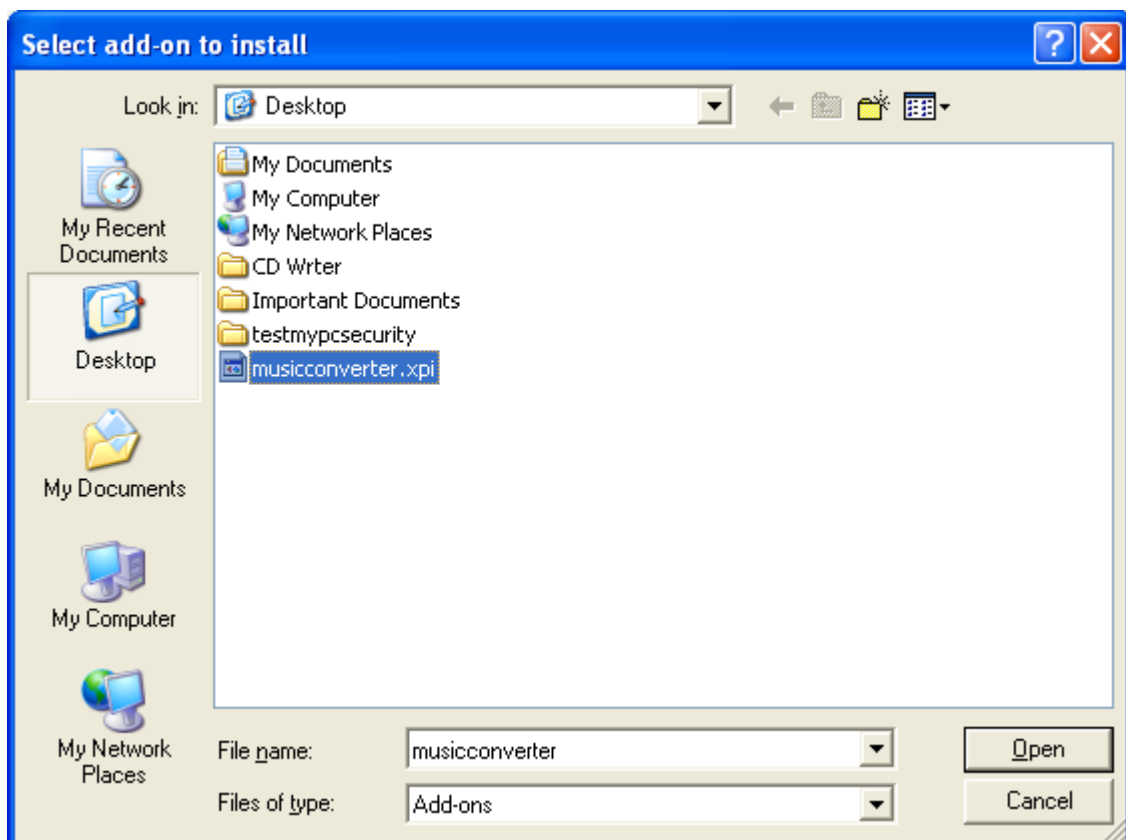 Select add-on to install
?
Look in:
Desktop
My Documents
My Computer
My Network Places
CD Wrter
Important Documents
testmypcsecurity
musicconverter.xpi
My Recent
Documents
Desktop
My Documents
My Computer
My Network
Places
File name:
musicconverter
Open
Files of type:
Add-ons
Cancel